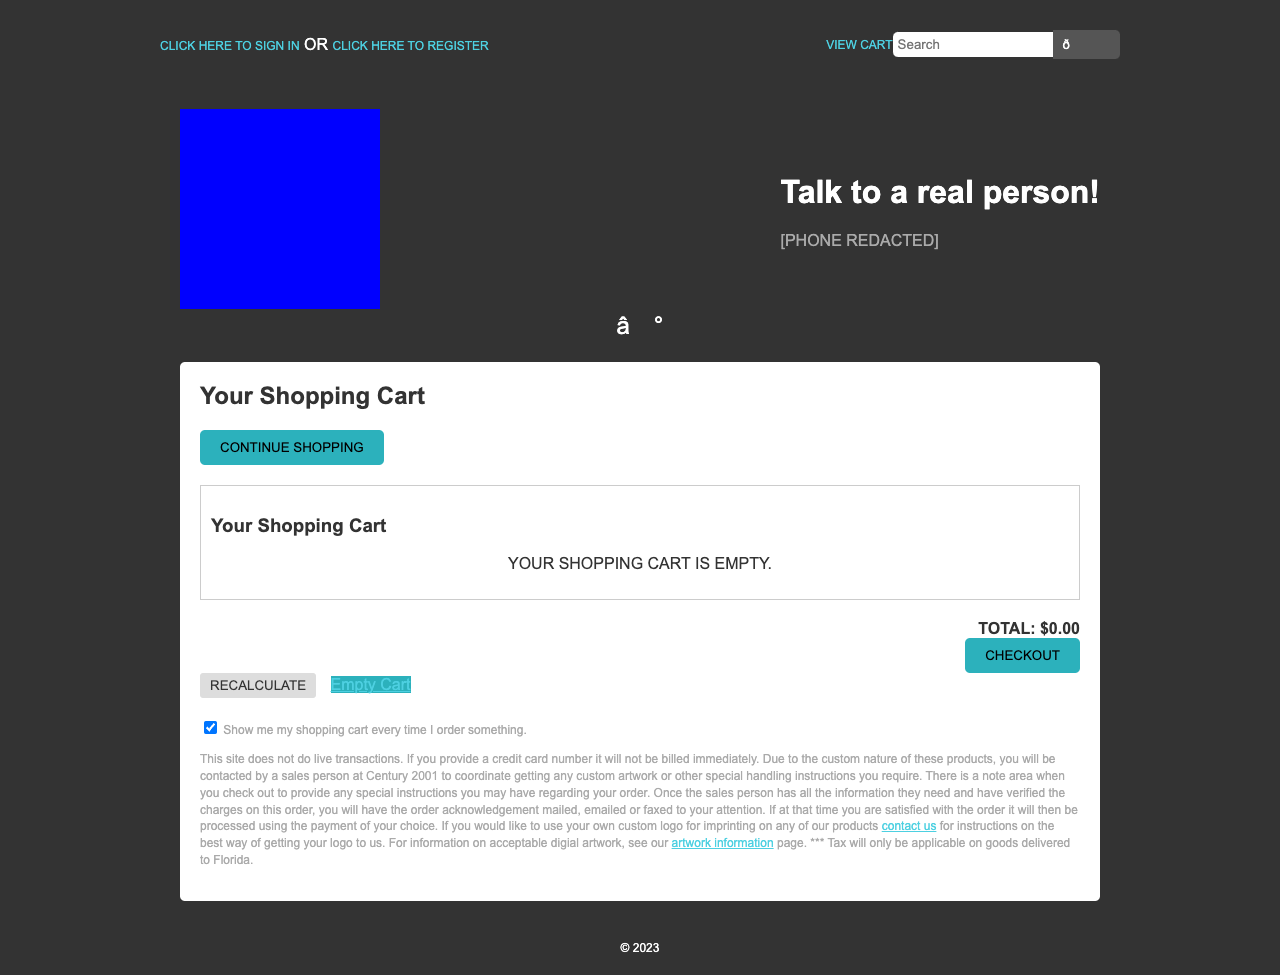 CLICK HERE TO SIGN IN OR CLICK HERE TO REGISTER
VIEW CART Search ð
Talk to a real person!
[PHONE REDACTED]
â °
Your Shopping Cart
CONTINUE SHOPPING
Your Shopping Cart
YOUR SHOPPING CART IS EMPTY.
TOTAL: $0.00
CHECKOUT
RECALCULATE Empty Cart
Show me my shopping cart every time I order something.
This site does not do live transactions. If you provide a credit card number it will not be billed immediately. Due to the custom nature of these products, you will be
contacted by a sales person at Century 2001 to coordinate getting any custom artwork or other special handling instructions you require. There is a note area when
you check out to provide any special instructions you may have regarding your order. Once the sales person has all the information they need and have verified the
charges on this order, you will have the order acknowledgement mailed, emailed or faxed to your attention. If at that time you are satisfied with the order it will then be
processed using the payment of your choice. If you would like to use your own custom logo for imprinting on any of our products contact us for instructions on the
best way of getting your logo to us. For information on acceptable digial artwork, see our artwork information page. *** Tax will only be applicable on goods delivered
to Florida.
© 2023